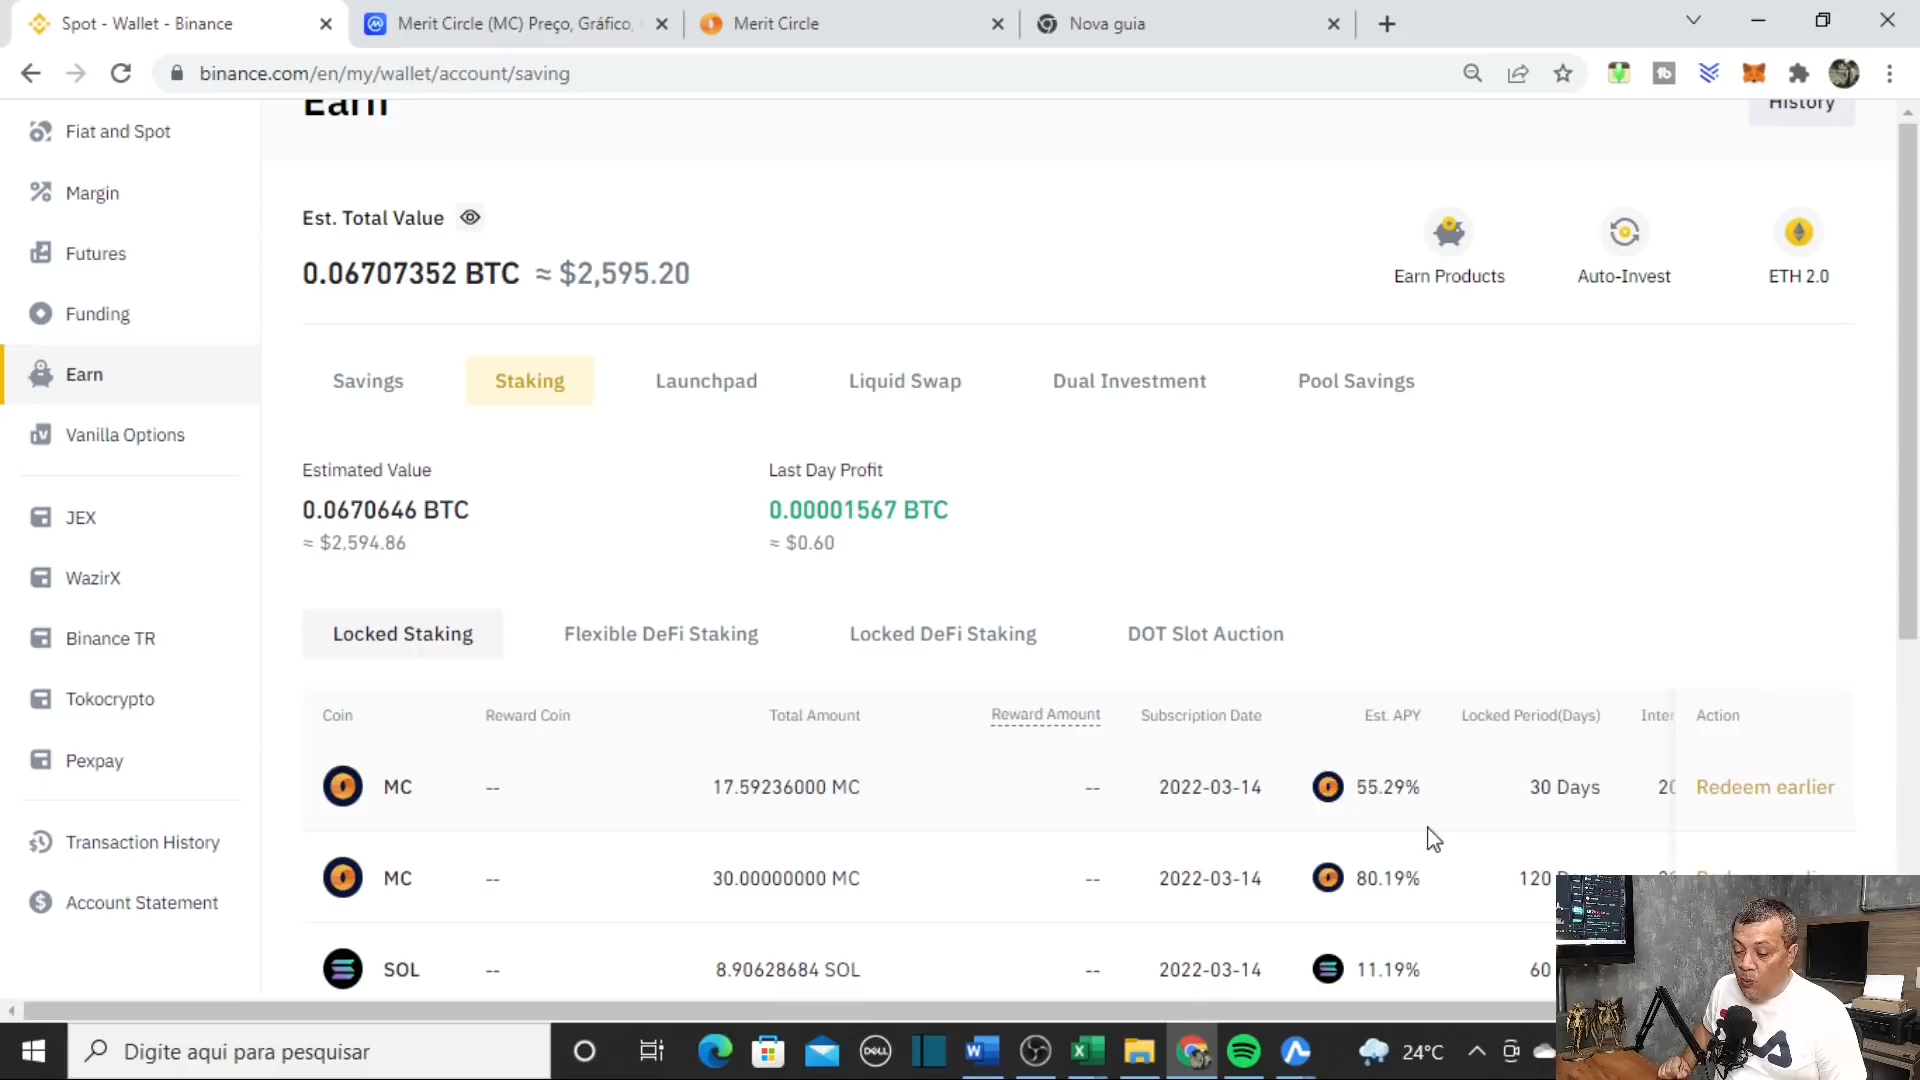 Spot - Wallet - Binance
Merit Circle (MC) Preço, Gráfico,
Merit Circle
Nova guia
binance.com/en/my/wallet/account/saving
Earn
History
Fiat and Spot
Margin
Futures
Funding
Earn
Vanilla Options
JEX
WazirX
Binance TR
Tokocrypto
Pexpay
Transaction History
Account Statement
Est. Total Value
0.06707352 BTC ≈ $2,595.20
Earn Products
Auto-Invest
ETH 2.0
Savings
Staking
Launchpad
Liquid Swap
Dual Investment
Pool Savings
Estimated Value
0.0670646 BTC
≈ $2,594.86
Last Day Profit
0.00001567 BTC
≈ $0.60
Locked Staking
Flexible DeFi Staking
Locked DeFi Staking
DOT Slot Auction
Coin Reward Coin Total Amount Reward Amount Subscription Date Est. APY Locked Period(Days) Action
MC -- 17.59236000 MC -- 2022-03-14 55.29% 30 Days Redeem earlier
MC -- 30.00000000 MC -- 2022-03-14 80.19% 120
SOL -- 8.90628684 SOL -- 2022-03-14 11.19% 60
Digite aqui para pesquisar
DELL
24°C